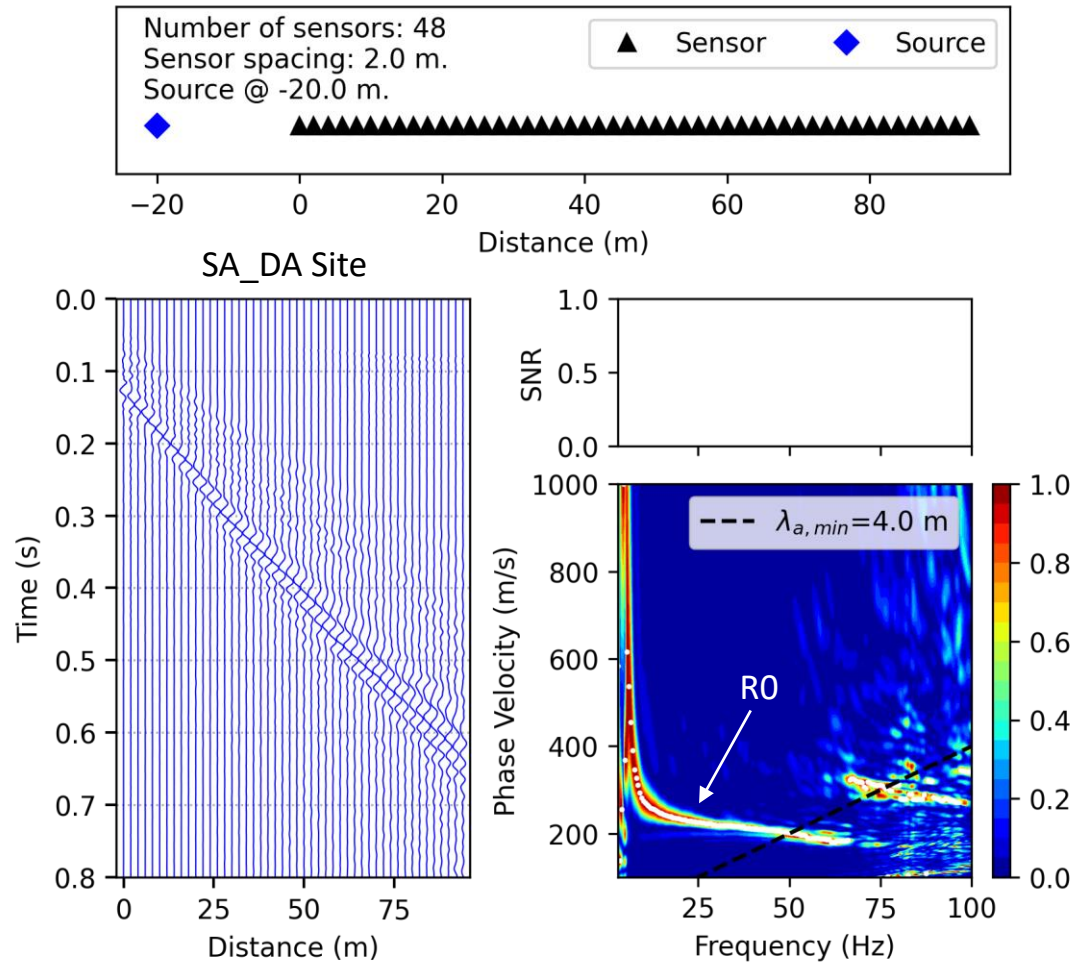 Number of sensors: 48
Sensor spacing: 2.0 m.
Source @ -20.0 m.
Sensor
Source
−20 0 20 40 60 80
Distance (m)
SA_DA Site
0.0
0.1
0.2
0.3
0.4
0.5
0.6
0.7
0.8
Time (s)
0 25 50 75
Distance (m)
1.0
0.5
0.0
SNR
λa,min=4.0 m
R0
1000
800
600
400
200
Phase Velocity (m/s)
25 50 75 100
Frequency (Hz)
1.0
0.8
0.6
0.4
0.2
0.0